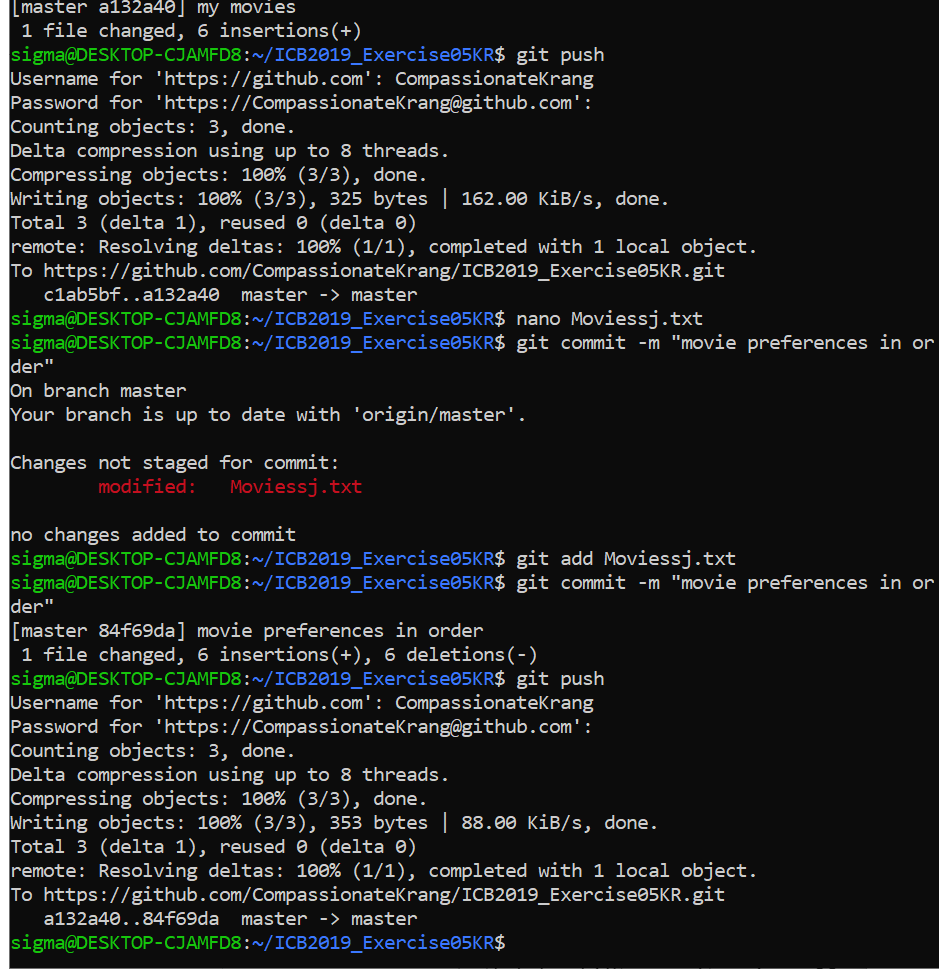 [master a132a40] my movies
 1 file changed, 6 insertions(+)
sigma@DESKTOP-CJAMFD8:~/ICB2019_Exercise05KR$ git push
Username for 'https://github.com': CompassionateKrang
Password for 'https://CompassionateKrang@github.com':
Counting objects: 3, done.
Delta compression using up to 8 threads.
Compressing objects: 100% (3/3), done.
Writing objects: 100% (3/3), 325 bytes | 162.00 KiB/s, done.
Total 3 (delta 1), reused 0 (delta 0)
remote: Resolving deltas: 100% (1/1), completed with 1 local object.
To https://github.com/CompassionateKrang/ICB2019_Exercise05KR.git
   c1ab5bf..a132a40  master -> master
sigma@DESKTOP-CJAMFD8:~/ICB2019_Exercise05KR$ nano Moviessj.txt
sigma@DESKTOP-CJAMFD8:~/ICB2019_Exercise05KR$ git commit -m "movie preferences in or
der"
On branch master
Your branch is up to date with 'origin/master'.

Changes not staged for commit:
        modified:   Moviessj.txt

no changes added to commit
sigma@DESKTOP-CJAMFD8:~/ICB2019_Exercise05KR$ git add Moviessj.txt
sigma@DESKTOP-CJAMFD8:~/ICB2019_Exercise05KR$ git commit -m "movie preferences in or
der"
[master 84f69da] movie preferences in order
 1 file changed, 6 insertions(+), 6 deletions(-)
sigma@DESKTOP-CJAMFD8:~/ICB2019_Exercise05KR$ git push
Username for 'https://github.com': CompassionateKrang
Password for 'https://CompassionateKrang@github.com':
Counting objects: 3, done.
Delta compression using up to 8 threads.
Compressing objects: 100% (3/3), done.
Writing objects: 100% (3/3), 353 bytes | 88.00 KiB/s, done.
Total 3 (delta 1), reused 0 (delta 0)
remote: Resolving deltas: 100% (1/1), completed with 1 local object.
To https://github.com/CompassionateKrang/ICB2019_Exercise05KR.git
   a132a40..84f69da  master -> master
sigma@DESKTOP-CJAMFD8:~/ICB2019_Exercise05KR$